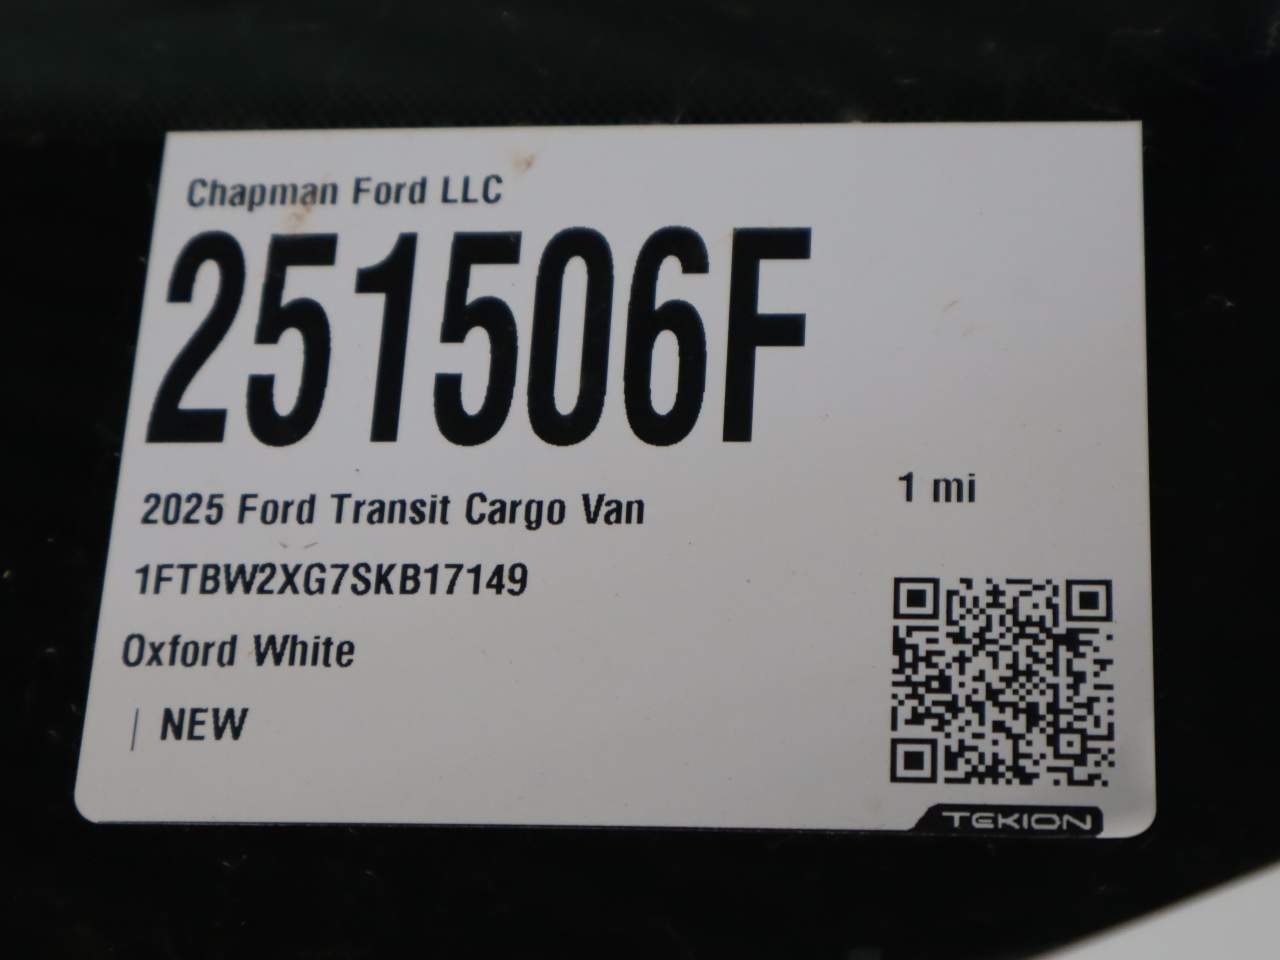 Chapman Ford LLC
251506F
2025 Ford Transit Cargo Van
1 mi
1FTBW2XG7SKB17149
Oxford White
| NEW
TEKION